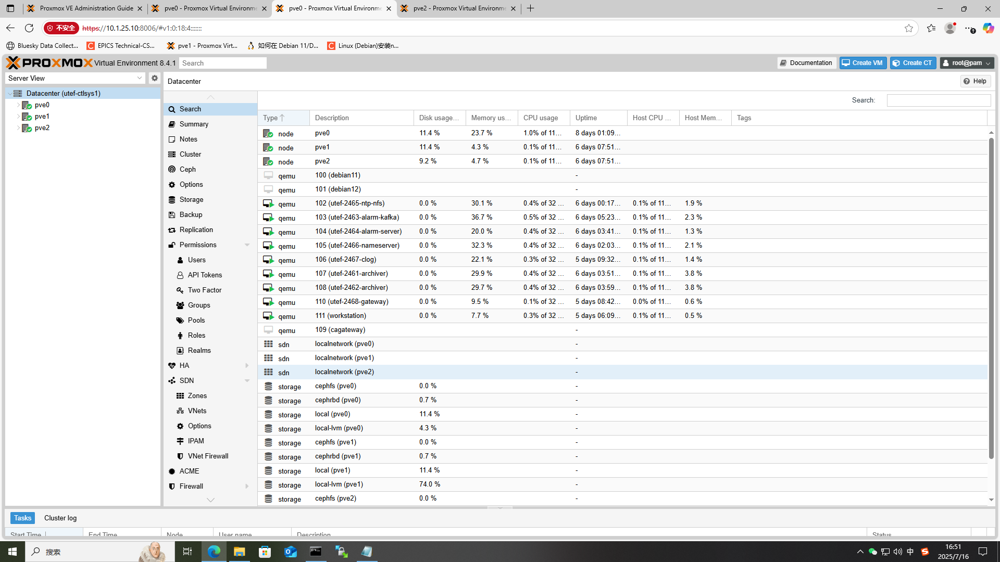 Proxmox VE Administration Guide
pve0 - Proxmox Virtual Environme
pve0 - Proxmox Virtual Environme
pve2 - Proxmox Virtual Environm
不安全
https://10.1.25.10:8006/#v1:0:18:4:::::::
Bluesky Data Collect...
EPICS Technical-CS...
pve1 - Proxmox Virt...
如何在 Debian 11/D...
Linux (Debian)安装n...
PROXMOX Virtual Environment 8.4.1
Search
Documentation
Create VM
Create CT
root@pam
Server View
Datacenter (utef-ctlsys1)
pve0
pve1
pve2
Datacenter
Help
Search
Summary
Notes
Cluster
Ceph
Options
Storage
Backup
Replication
Permissions
Users
API Tokens
Two Factor
Groups
Pools
Roles
Realms
HA
SDN
Zones
VNets
Options
IPAM
VNet Firewall
ACME
Firewall
Search:
Type Description Disk usage... Memory us... CPU usage Uptime Host CPU ... Host Mem... Tags
node pve0 11.4 % 23.7 % 1.0% of 11... 8 days 01:09...
node pve1 11.4 % 4.3 % 0.1% of 11... 6 days 07:51...
node pve2 9.2 % 4.7 % 0.1% of 11... 6 days 07:51...
qemu 100 (debian11) -
qemu 101 (debian12) -
qemu 102 (utef-2465-ntp-nfs) 0.0 % 30.1 % 0.4% of 32 ... 6 days 00:17... 0.1% of 11... 1.9 %
qemu 103 (utef-2463-alarm-kafka) 0.0 % 36.7 % 0.5% of 32 ... 6 days 05:23... 0.1% of 11... 2.3 %
qemu 104 (utef-2464-alarm-server) 0.0 % 20.0 % 0.4% of 32 ... 6 days 03:41... 0.1% of 11... 1.3 %
qemu 105 (utef-2466-nameserver) 0.0 % 32.3 % 0.4% of 32 ... 6 days 02:03... 0.1% of 11... 2.1 %
qemu 106 (utef-2467-clog) 0.0 % 22.1 % 0.3% of 32 ... 5 days 09:32... 0.1% of 11... 1.4 %
qemu 107 (utef-2461-archiver) 0.0 % 29.9 % 0.4% of 32 ... 6 days 03:51... 0.1% of 11... 3.8 %
qemu 108 (utef-2462-archiver) 0.0 % 29.7 % 0.4% of 32 ... 6 days 03:59... 0.1% of 11... 3.8 %
qemu 110 (utef-2468-gateway) 0.0 % 9.5 % 0.1% of 32 ... 5 days 08:42... 0.0% of 11... 0.6 %
qemu 111 (workstation) 0.0 % 7.7 % 0.3% of 32 ... 5 days 06:09... 0.1% of 11... 0.5 %
qemu 109 (cagateway) -
sdn localnetwork (pve0) -
sdn localnetwork (pve1) -
sdn localnetwork (pve2) -
storage cephfs (pve0) 0.0 % -
storage cephrbd (pve0) 0.7 % -
storage local (pve0) 11.4 % -
storage local-lvm (pve0) 4.3 % -
storage cephfs (pve1) 0.0 % -
storage cephrbd (pve1) 0.7 % -
storage local (pve1) 11.4 % -
storage local-lvm (pve1) 74.0 % -
storage cephfs (pve2) 0.0 % -
Tasks
Cluster log
Start Time End Time Node User name Description Status
搜索
中
16:51
2025/7/16